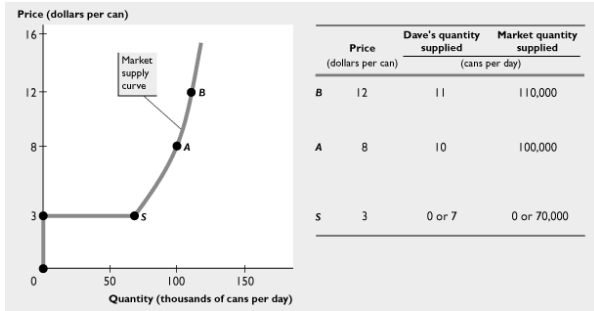 Price (dollars per can)
16
12
8
3
0
50
100
150
Quantity (thousands of cans per day)
Market
supply
curve
B
A
S
Dave's quantity Market quantity
Price supplied supplied
(dollars per can) (cans per day)
B 12 11 110,000
A 8 10 100,000
S 3 0 or 7 0 or 70,000